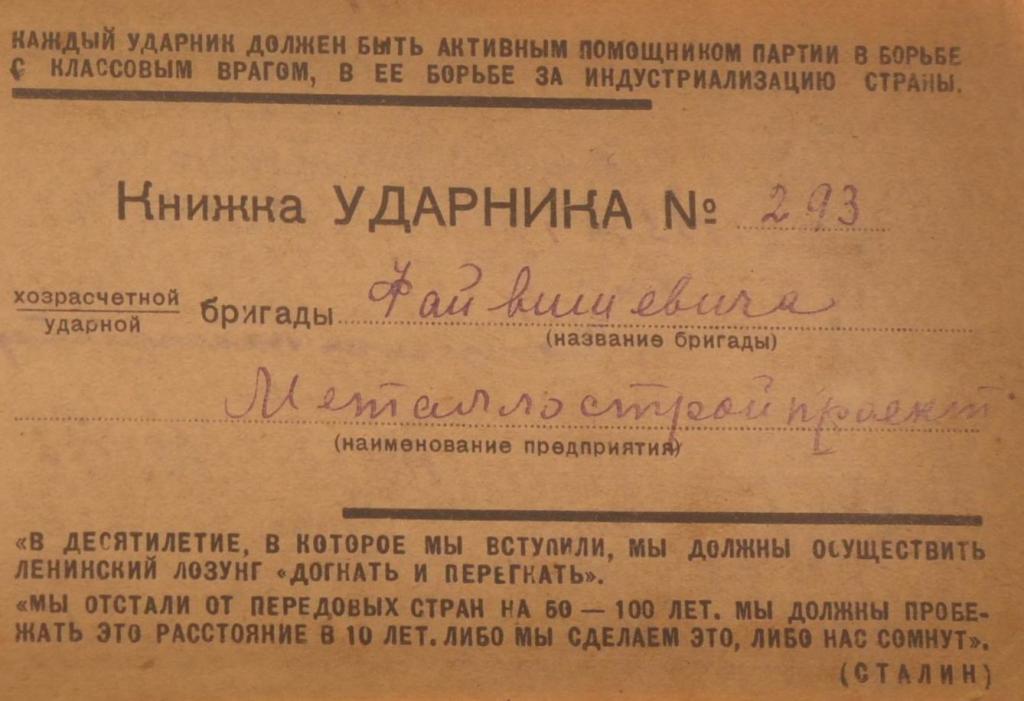 КАЖДЫЙ УДАРНИК ДОЛЖЕН БЫТЬ АКТИВНЫМ ПОМОЩНИКОМ ПАРТИИ В БОРЬБЕ
С КЛАССОВЫМ ВРАГОМ, В ЕЕ БОРЬБЕ ЗА ИНДУСТРИАЛИЗАЦИЮ СТРАНЫ.
Книжка УДАРНИКА № 293
хозрасчетной
ударной
бригады Файвишевича
(название бригады)
Металлостройпроект
(наименование предприятия)
«В ДЕСЯТИЛЕТИЕ, В КОТОРОЕ МЫ ВСТУПИЛИ, МЫ ДОЛЖНЫ ОСУЩЕСТВИТЬ
ЛЕНИНСКИЙ ЛОЗУНГ «ДОГНАТЬ И ПЕРЕГНАТЬ».
«МЫ ОТСТАЛИ ОТ ПЕРЕДОВЫХ СТРАН НА 50 — 100 ЛЕТ. МЫ ДОЛЖНЫ ПРОБЕ-
ЖАТЬ ЭТО РАССТОЯНИЕ В 10 ЛЕТ. ЛИБО МЫ СДЕЛАЕМ ЭТО, ЛИБО НАС СОМНУТ».
(СТАЛИН)